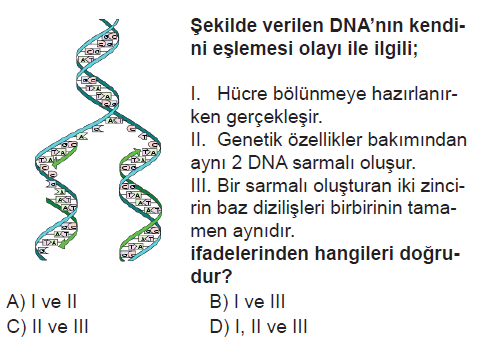 Şekilde verilen DNA’nın kendi-
ni eşlemesi olayı ile ilgili;
I. Hücre bölünmeye hazırlanır-
ken gerçekleşir.
II. Genetik özellikler bakımından
aynı 2 DNA sarmalı oluşur.
III. Bir sarmalı oluşturan iki zinci-
rin baz dizilişleri birbirinin tama-
men aynıdır.
ifadelerinden hangileri doğru-
dur?
A) I ve II B) I ve III
C) II ve III D) I, II ve III